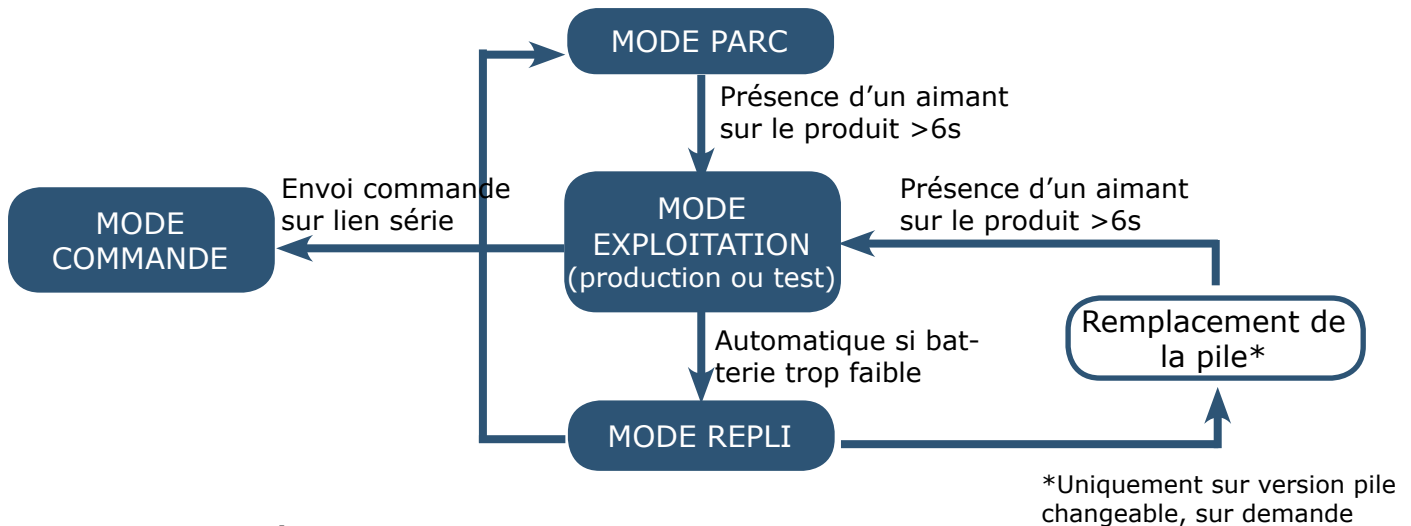 MODE PARC
Présence d’un aimant
sur le produit >6s
Envoi commande
sur lien série
MODE
COMMANDE
MODE
EXPLOITATION
(production ou test)
Présence d’un aimant
sur le produit >6s
Remplacement de
la pile*
Automatique si bat-
terie trop faible
MODE REPLI
*Uniquement sur version pile
changeable, sur demande